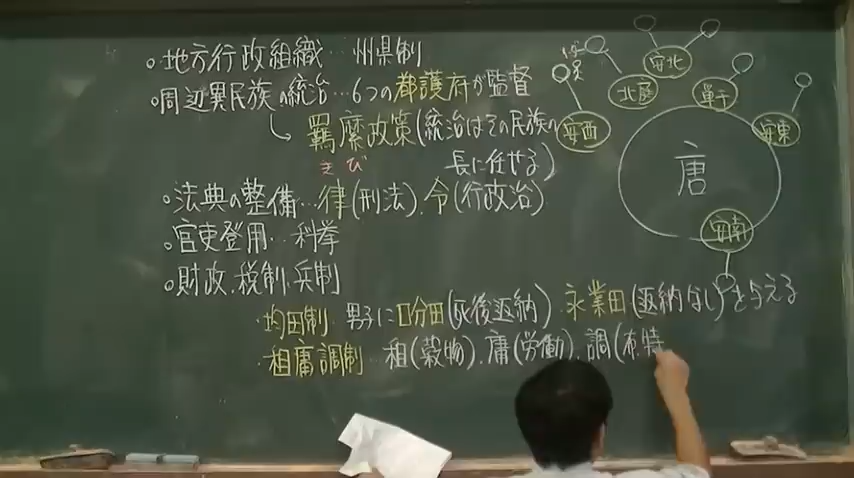 ・地方行政組織…州県制
・周辺異民族の統治…6つの都護府が監督
羈縻政策(統治はその民族の
きび
長に任せる)
・法典の整備…律(刑法)、令(行政治)
・官吏登用…科挙
・財政、税制、兵制
・均田制…男子に口分田(死後返納)、永業田(返納なし)を与える
・租庸調制…租(穀物)、庸(労働)、調(布、特
安北
北庭
単于
安西
安東
唐
安南